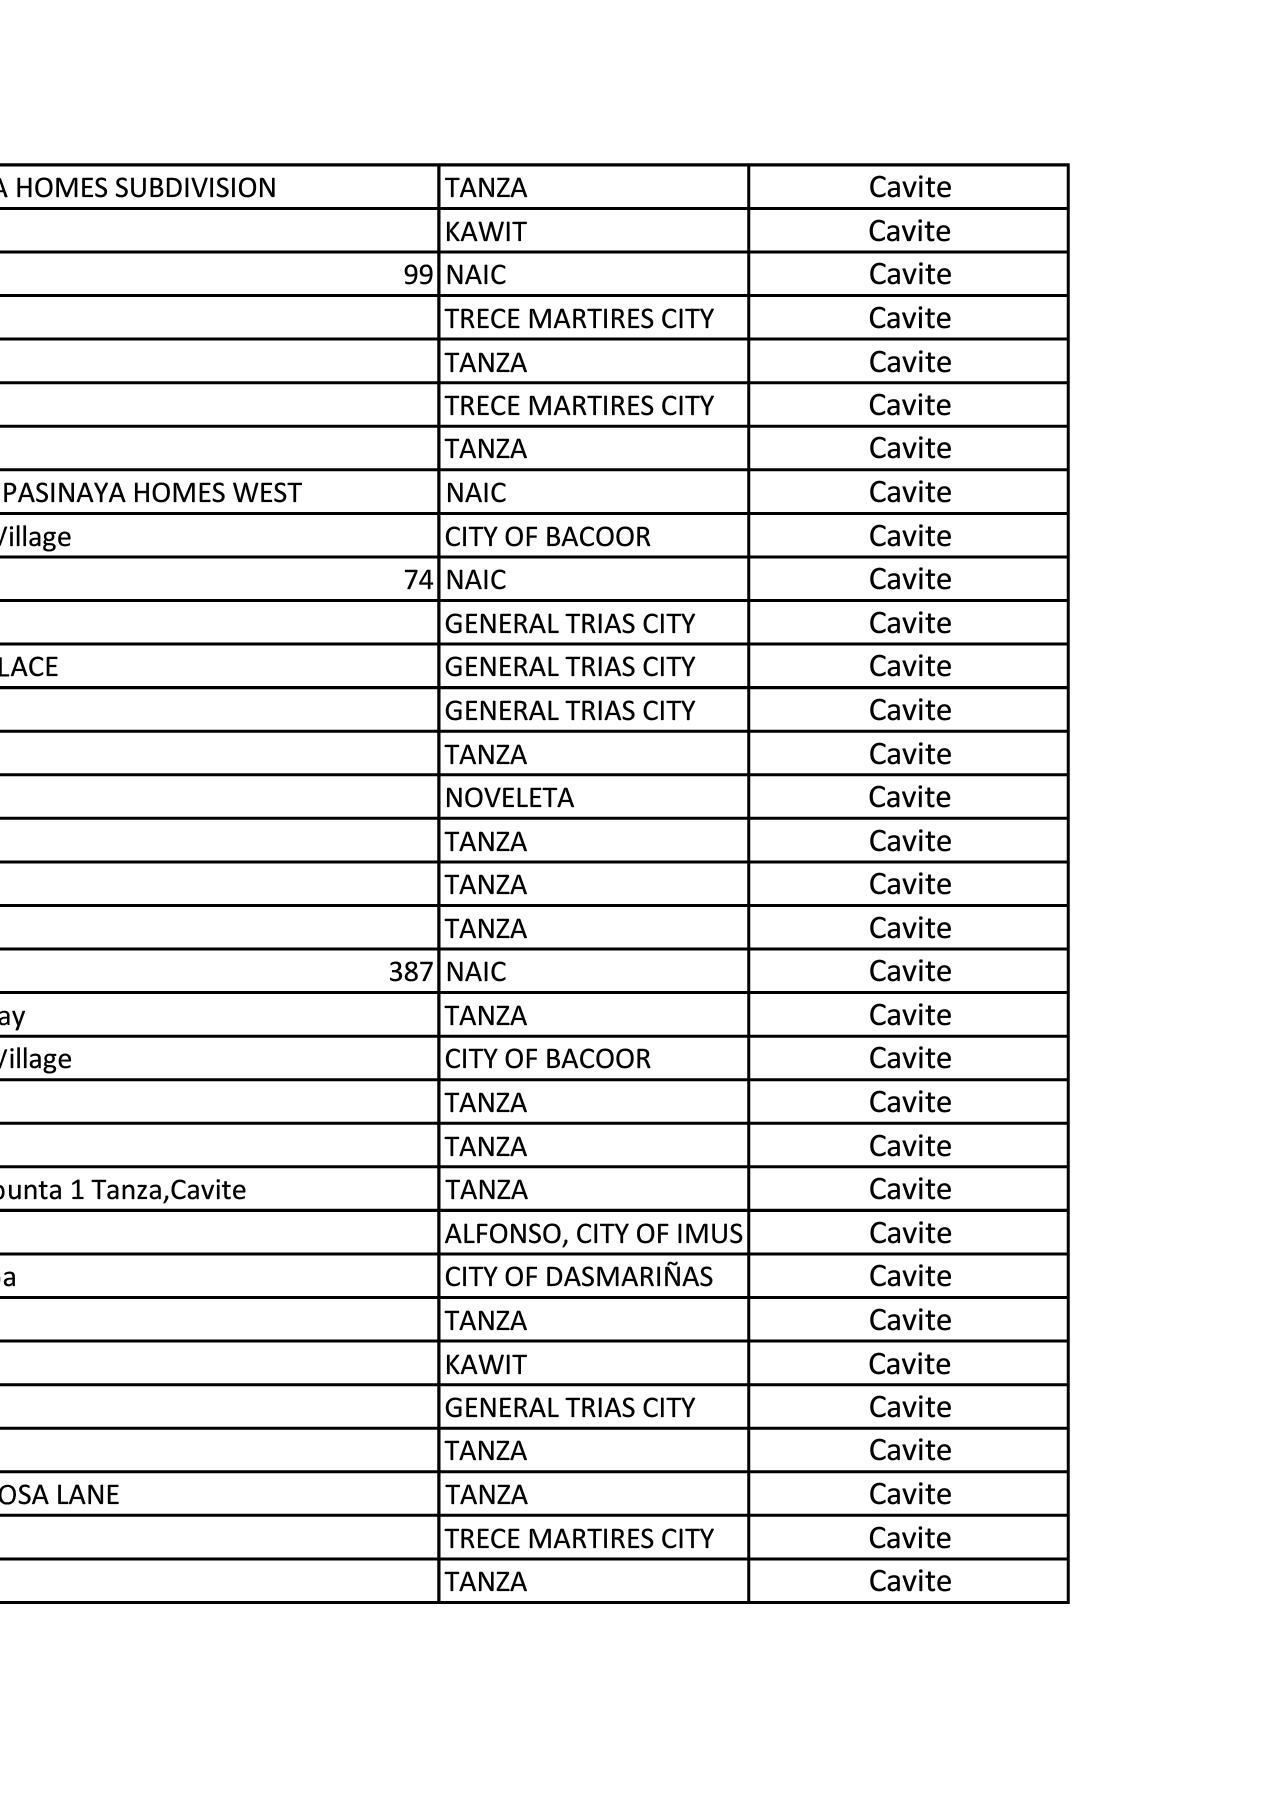 A HOMES SUBDIVISION TANZA Cavite
KAWIT Cavite
99 NAIC Cavite
TRECE MARTIRES CITY Cavite
TANZA Cavite
TRECE MARTIRES CITY Cavite
TANZA Cavite
PASINAYA HOMES WEST NAIC Cavite
Village CITY OF BACOOR Cavite
74 NAIC Cavite
GENERAL TRIAS CITY Cavite
LACE GENERAL TRIAS CITY Cavite
GENERAL TRIAS CITY Cavite
TANZA Cavite
NOVELETA Cavite
TANZA Cavite
TANZA Cavite
TANZA Cavite
387 NAIC Cavite
ay TANZA Cavite
Village CITY OF BACOOR Cavite
TANZA Cavite
TANZA Cavite
punta 1 Tanza,Cavite TANZA Cavite
ALFONSO, CITY OF IMUS Cavite
a CITY OF DASMARIÑAS Cavite
TANZA Cavite
KAWIT Cavite
GENERAL TRIAS CITY Cavite
TANZA Cavite
OSA LANE TANZA Cavite
TRECE MARTIRES CITY Cavite
TANZA Cavite